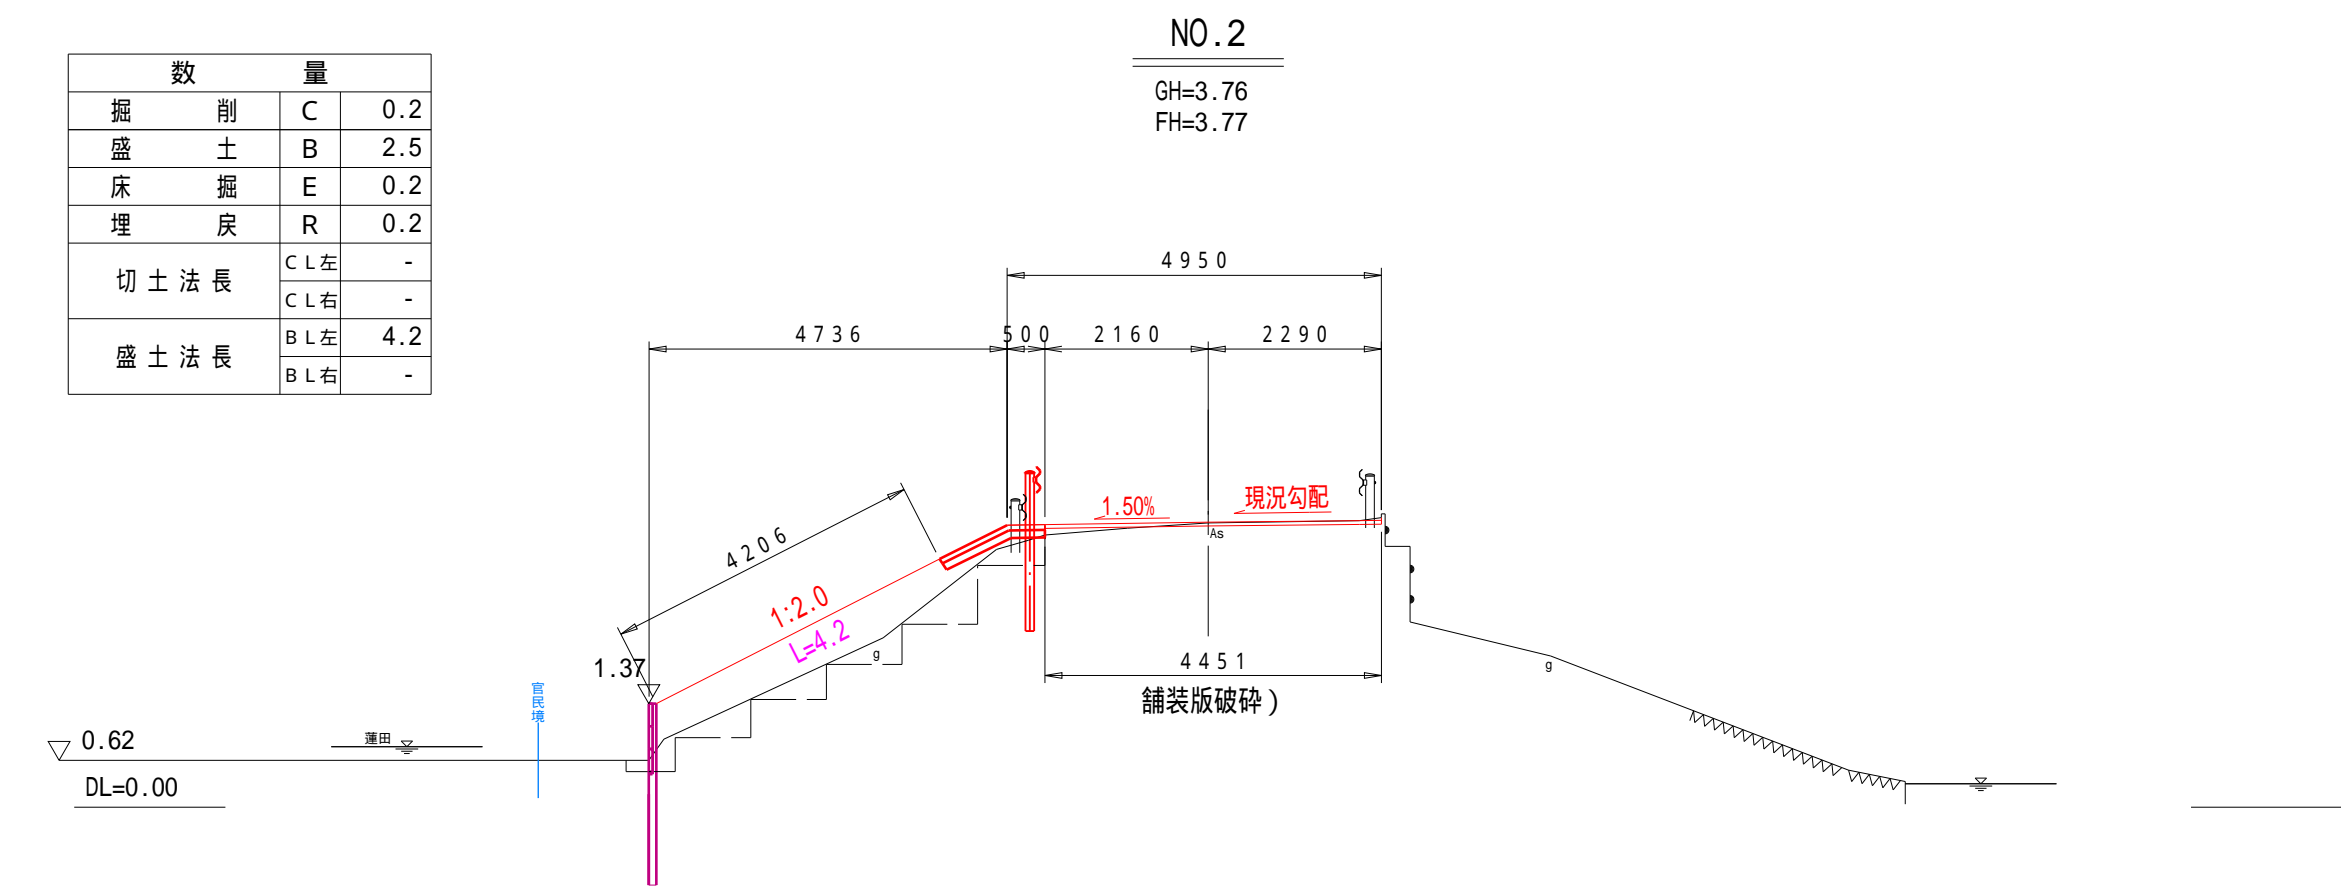 NO.2
GH=3.76
FH=3.77
数 量
掘 削 C 0.2
盛 土 B 2.5
床 掘 E 0.2
埋 戻 R 0.2
切土法長 CL左 -
CL右 -
盛土法長 BL左 4.2
BL右 -
4950
4736 500 2160 2290
4206
1.50%
現況勾配
As
1:2.0
L=4.2
g
1.37
4451
舗装版破砕)
g
官民境
0.62
蓮田
DL=0.00